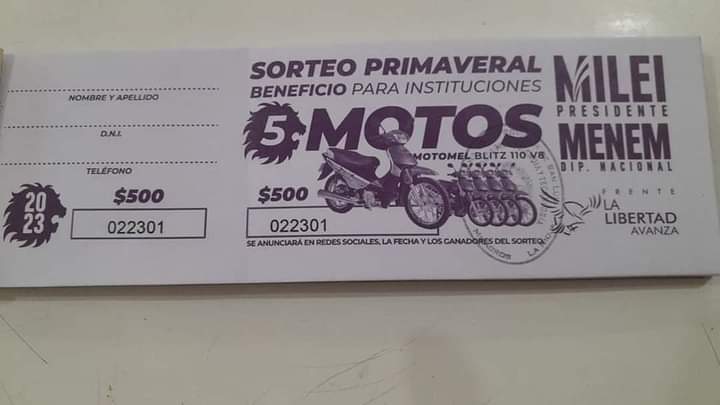 NOMBRE Y APELLIDO
D.N.I.
TELÉFONO
2023
$500
022301
SORTEO PRIMAVERAL
BENEFICIO PARA INSTITUCIONES
5 MOTOS
MOTOMEL BLITZ 110 V8
$500
022301
SE ANUNCIARÁ EN REDES SOCIALES, LA FECHA Y LOS GANADORES DEL SORTEO.
MILEI
PRESIDENTE
MENEM
DIP. NACIONAL
FRENTE
LA
LIBERTAD
AVANZA